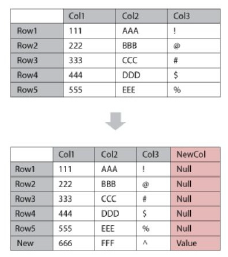 Col1 Col2 Col3
Row1 111 AAA !
Row2 222 BBB @
Row3 333 CCC #
Row4 444 DDD $
Row5 555 EEE %
Col1 Col2 Col3 NewCol
Row1 111 AAA ! Null
Row2 222 BBB @ Null
Row3 333 CCC # Null
Row4 444 DDD $ Null
Row5 555 EEE % Null
New 666 FFF ^ Value